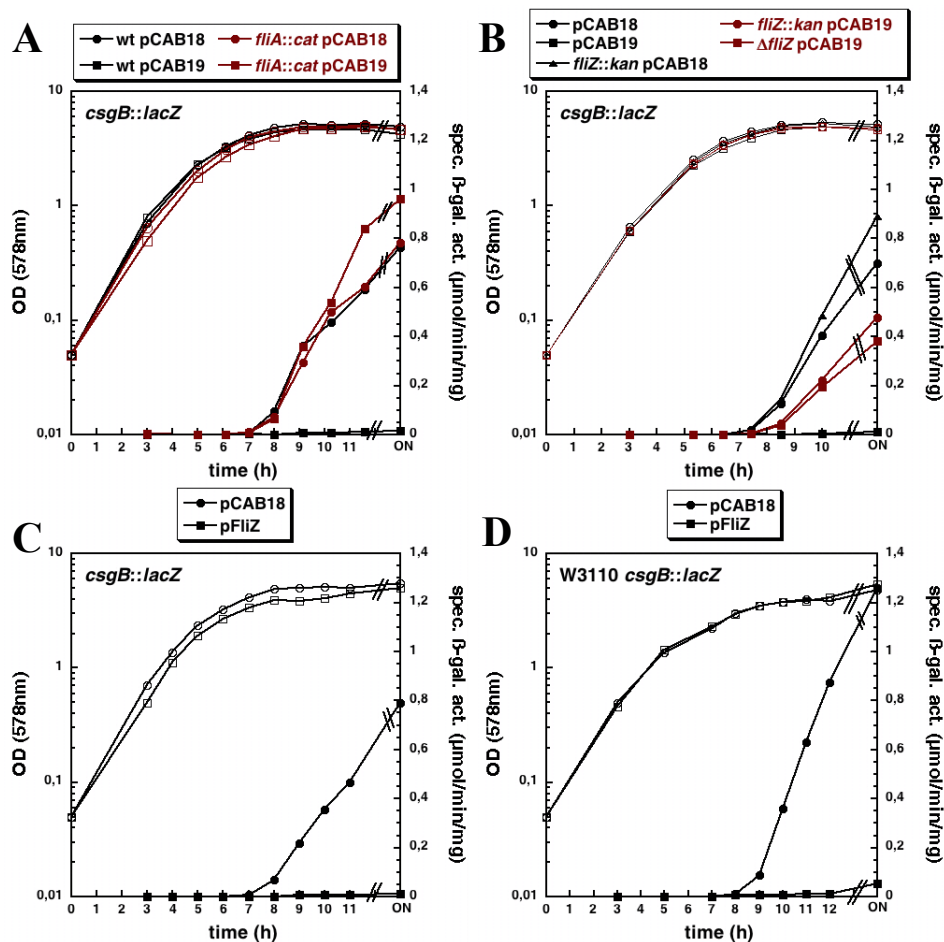 A
wt pCAB18
fliA::cat pCAB18
wt pCAB19
fliA::cat pCAB19
csgB::lacZ
10
1
0,1
0,01
OD (578nm)
1,4
1,2
1
0,8
0,6
0,4
0,2
0
spec. ß-gal. act. (µmol/min/mg)
0 1 2 3 4 5 6 7 8 9 10 11 ON
time (h)
B
pCAB18
fliZ::kan pCAB19
pCAB19
ΔfliZ pCAB19
fliZ::kan pCAB18
csgB::lacZ
10
1
0,1
0,01
OD (578nm)
1,4
1,2
1
0,8
0,6
0,4
0,2
0
spec. ß-gal. act. (µmol/min/mg)
0 1 2 3 4 5 6 7 8 9 10 ON
time (h)
C
pCAB18
pFliZ
csgB::lacZ
10
1
0,1
0,01
OD (578nm)
1,4
1,2
1
0,8
0,6
0,4
0,2
0
spec. ß-gal. act. (µmol/min/mg)
0 1 2 3 4 5 6 7 8 9 10 11 ON
time (h)
D
pCAB18
pFliZ
W3110 csgB::lacZ
10
1
0,1
0,01
OD (578nm)
1,4
1,2
1
0,8
0,6
0,4
0,2
0
spec. ß-gal. act. (µmol/min/mg)
0 1 2 3 4 5 6 7 8 9 10 11 12 ON
time (h)